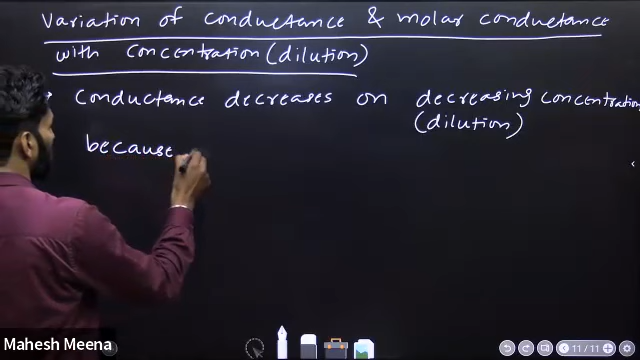 Variation of conductance & molar conductance
with concentration (dilution)
Conductance decreases on decreasing concentration
(dilution)
because
Mahesh Meena
11/11